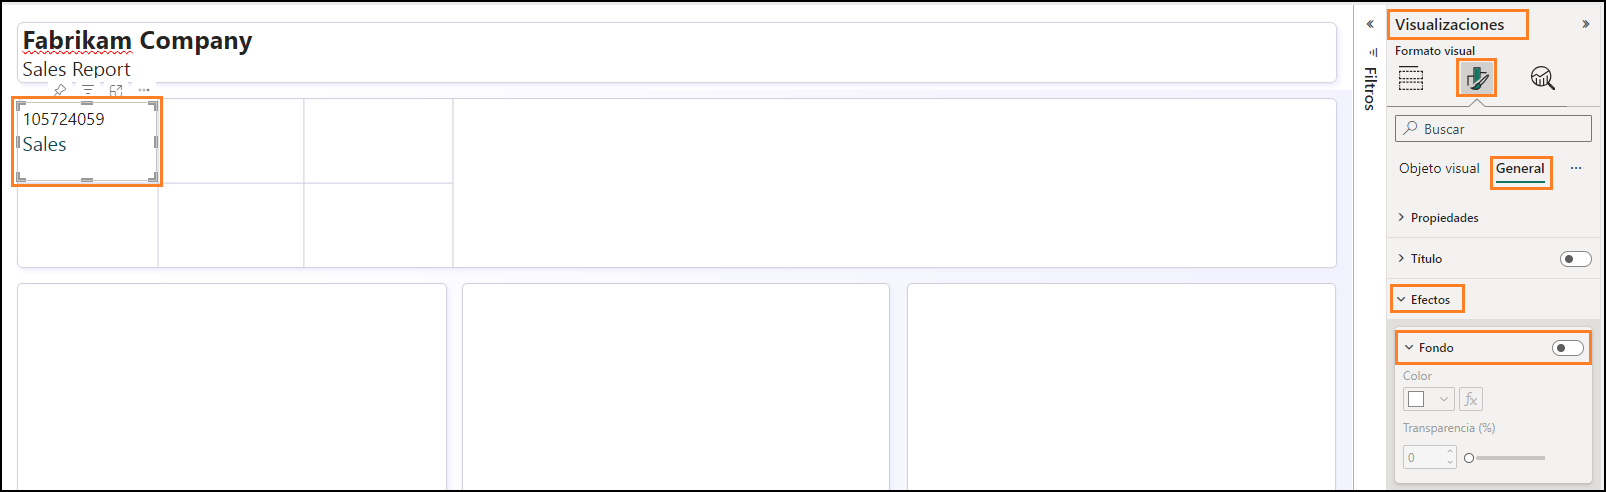 Fabrikam Company
Sales Report
105724059
Sales
Filtros
Visualizaciones
Formato visual
Buscar
Objeto visual
General
Propiedades
Título
Efectos
Fondo
Color
fx
Transparencia (%)
0